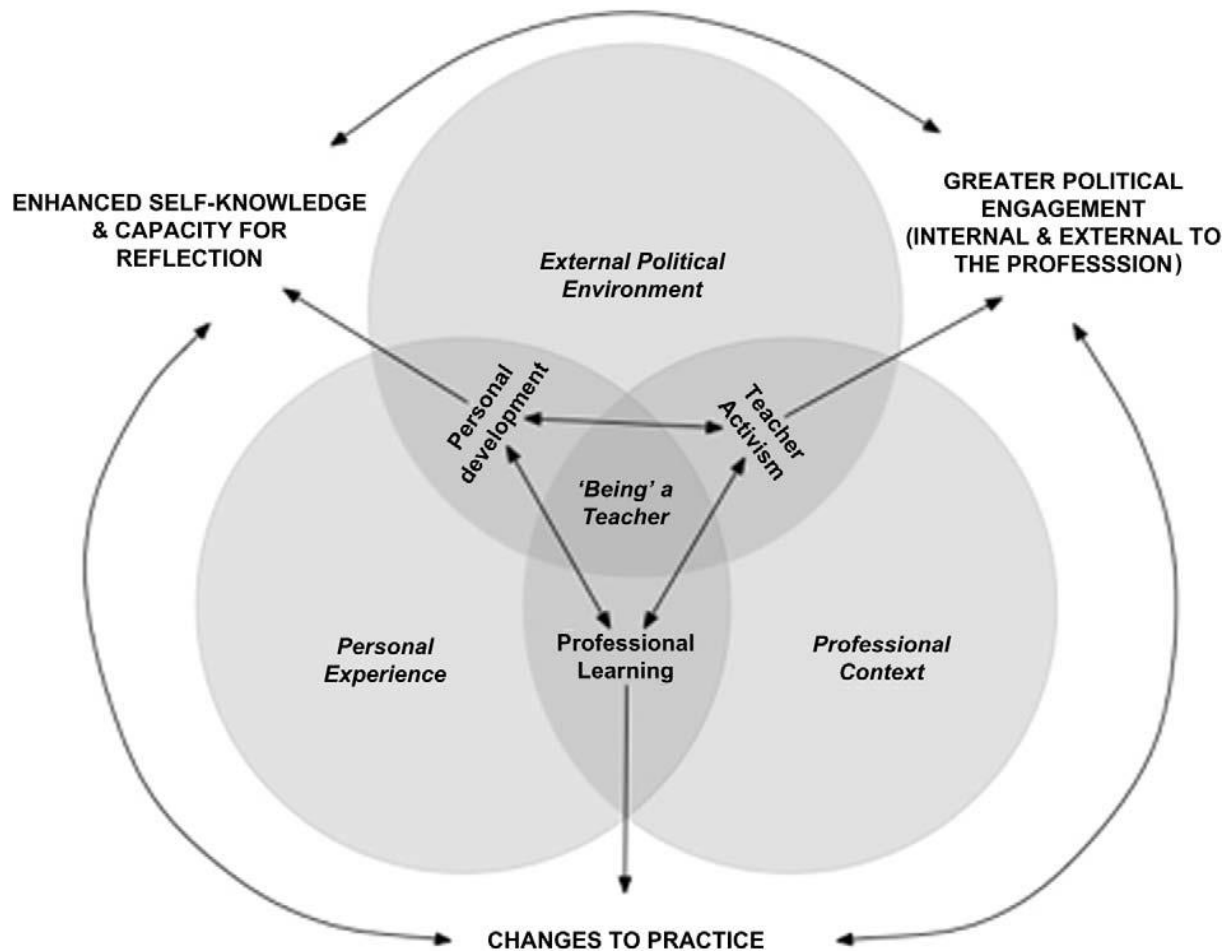 ENHANCED SELF-KNOWLEDGE
& CAPACITY FOR
REFLECTION
GREATER POLITICAL
ENGAGEMENT
(INTERNAL & EXTERNAL TO
THE PROFESSSION)
External Political
Environment
Personal
development
Teacher
Activism
'Being' a
Teacher
Personal
Experience
Professional
Learning
Professional
Context
CHANGES TO PRACTICE